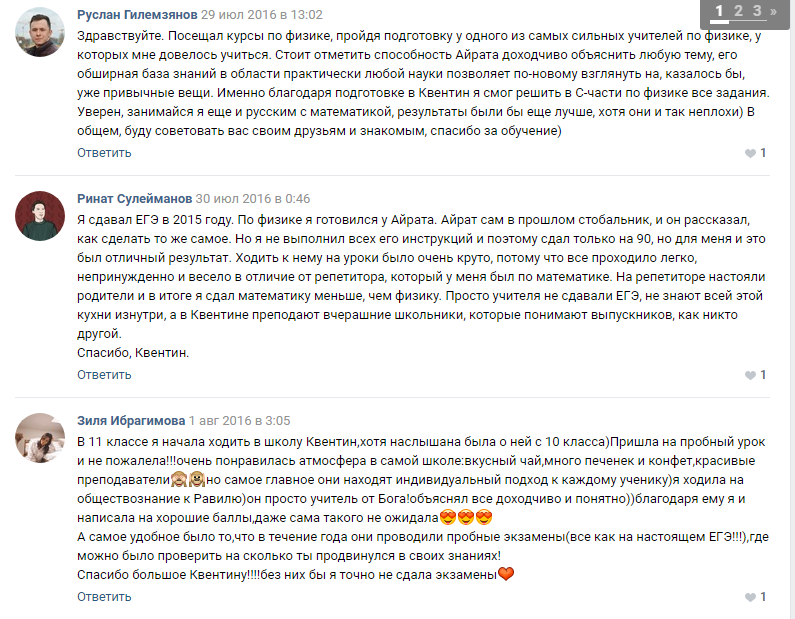 1 2 3 »
Руслан Гилемзянов 29 июл 2016 в 13:02
Здравствуйте. Посещал курсы по физике, пройдя подготовку у одного из самых сильных учителей по физике, у
которых мне довелось учиться. Стоит отметить способность Айрата доходчиво объяснить любую тему, его
обширная база знаний в области практически любой науки позволяет по-новому взглянуть на, казалось бы,
уже привычные вещи. Именно благодаря подготовке в Квентин я смог решить в С-части по физике все задания.
Уверен, занимайся я еще и русским с математикой, результаты были бы еще лучше, хотя они и так неплохи) В
общем, буду советовать вас своим друзьям и знакомым, спасибо за обучение)
Ответить
1
Ринат Сулейманов 30 июл 2016 в 0:46
Я сдавал ЕГЭ в 2015 году. По физике я готовился у Айрата. Айрат сам в прошлом стобальник, и он рассказал,
как сделать то же самое. Но я не выполнил всех его инструкций и поэтому сдал только на 90, но для меня и это
был отличный результат. Ходить к нему на уроки было очень круто, потому что все проходило легко,
непринужденно и весело в отличие от репетитора, который у меня был по математике. На репетиторе настояли
родители и в итоге я сдал математику меньше, чем физику. Просто учителя не сдавали ЕГЭ, не знают всей этой
кухни изнутри, а в Квентине преподают вчерашние школьники, которые понимают выпускников, как никто
другой.
Спасибо, Квентин.
Ответить
1
Зиля Ибрагимова 1 авг 2016 в 3:05
В 11 классе я начала ходить в школу Квентин,хотя наслышана была о ней с 10 класса)Пришла на пробный урок
и не пожалела!!!очень понравилась атмосфера в самой школе:вкусный чай,много печенек и конфет,красивые
преподаватели🙈🙊но самое главное они находят индивидуальный подход к каждому ученику)я ходила на
обществознание к Равилю)он просто учитель от Бога!объяснял все доходчиво и понятно))благодаря ему я и
написала на хорошие баллы,даже сама такого не ожидала😍😍😍
А самое удобное было то,что в течение года они проводили пробные экзамены(все как на настоящем ЕГЭ!!!),где
можно было проверить на сколько ты продвинулся в своих знаниях!
Спасибо большое Квентину!!!!без них бы я точно не сдала экзамены❤
Ответить
1